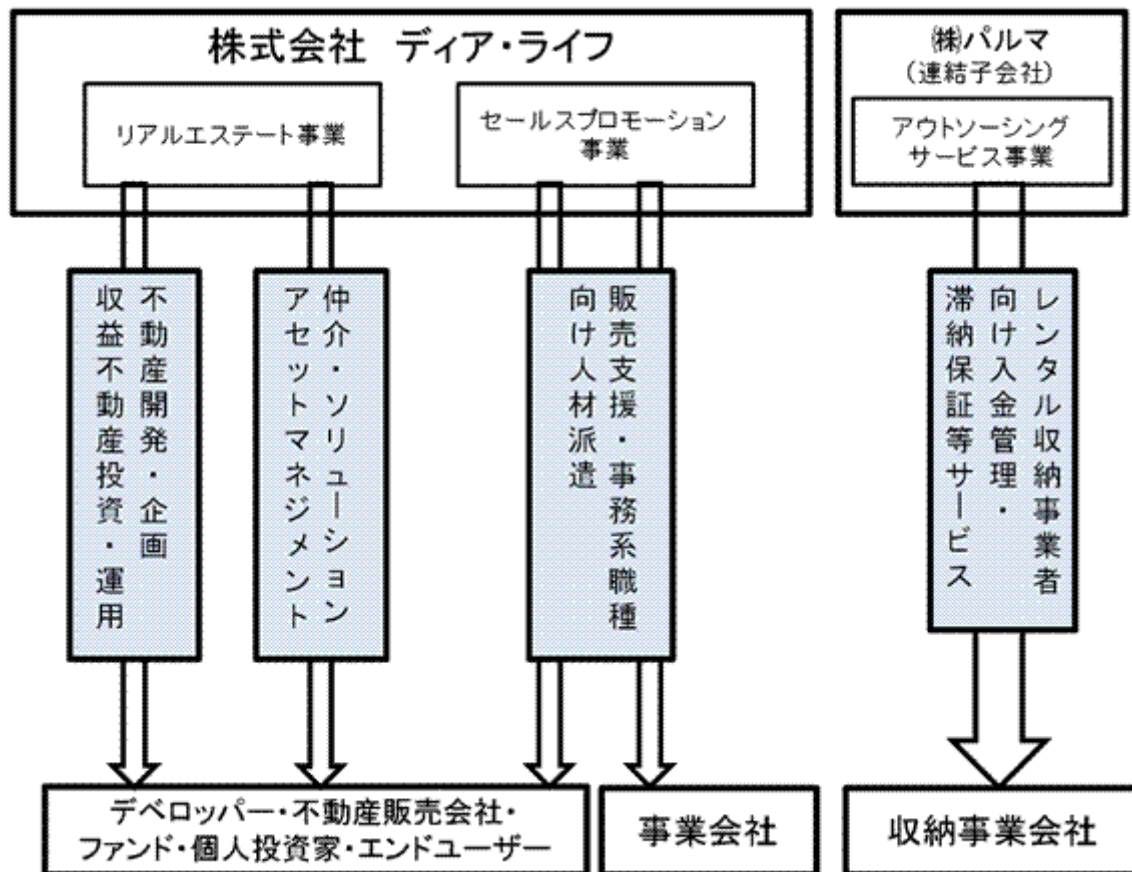 株式会社　ディア・ライフ
リアルエステート事業
セールスプロモーション
事業
㈱パルマ
（連結子会社）
アウトソーシング
サービス事業
不動産開発・企画
収益不動産投資・運用
仲介・ソリューション
アセットマネジメント
販売支援・事務系職種
向け人材派遣
レンタル収納事業者
向け入金管理・
滞納保証等サービス
デベロッパー・不動産販売会社・
ファンド・個人投資家・エンドユーザー
事業会社
収納事業会社